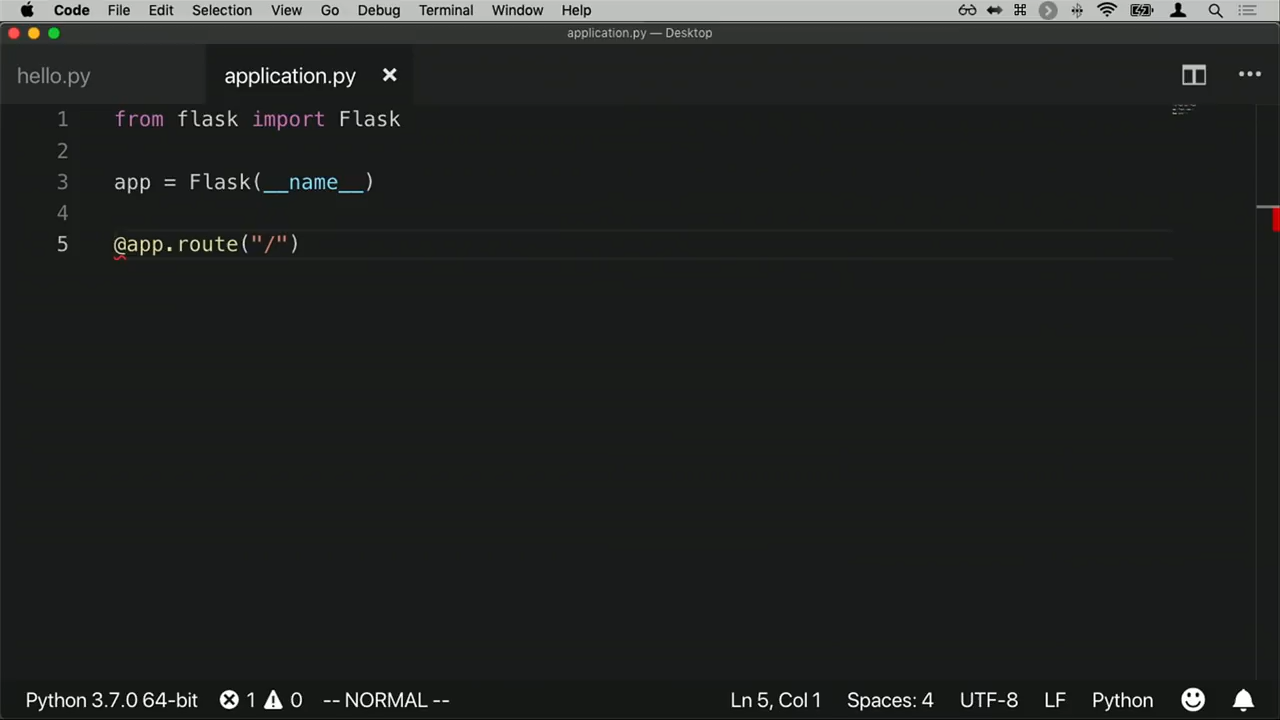 Code File Edit Selection View Go Debug Terminal Window Help
application.py — Desktop
hello.py application.py
1 from flask import Flask
2
3 app = Flask(__name__)
4
5 @app.route("/")
Python 3.7.0 64-bit 1 0 -- NORMAL -- Ln 5, Col 1 Spaces: 4 UTF-8 LF Python